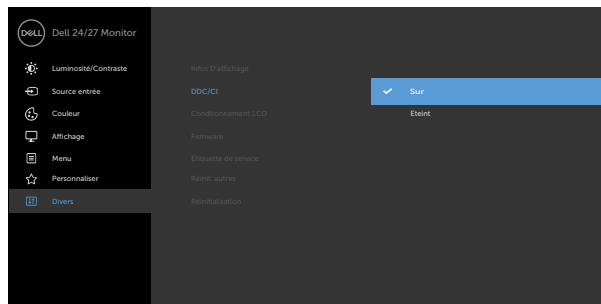 DELL
Dell 24/27 Monitor
Luminosité/Contraste
Source entrée
Couleur
Affichage
Menu
Personnaliser
Divers
Infos D'affichage
DDC/CI
Conditionnement LCD
Firmware
Étiquette de service
Réinit. autres
Réinitialisation
Sur
Eteint